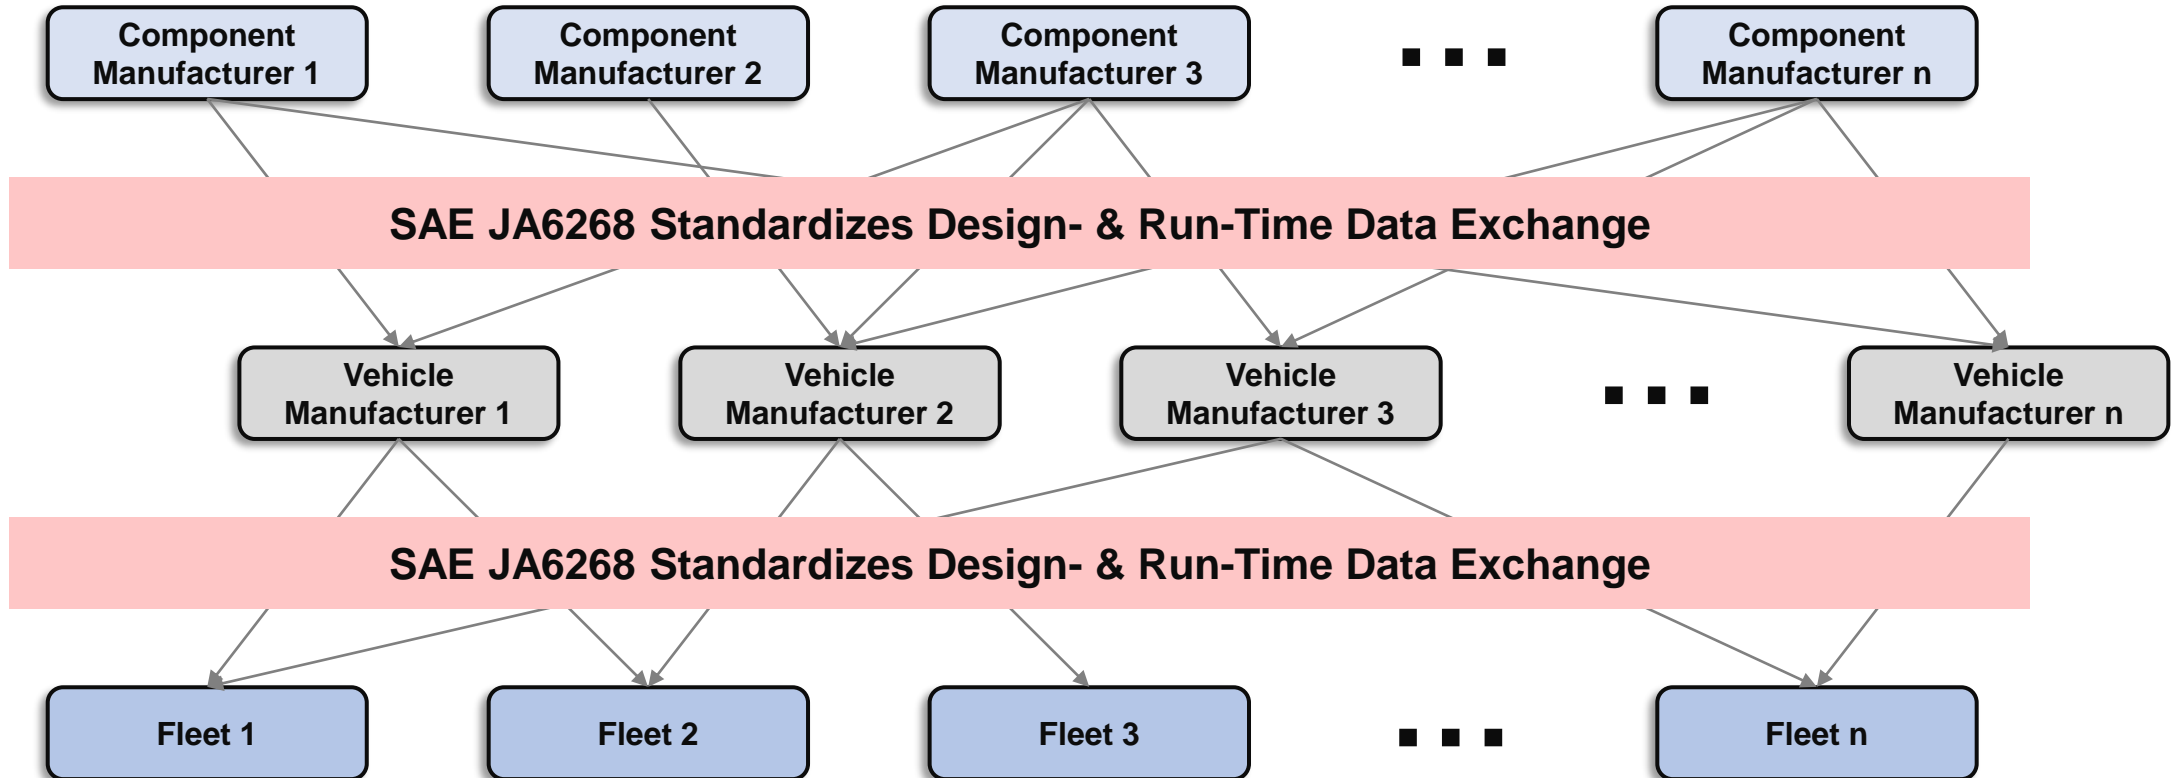 Component
Manufacturer 1
Component
Manufacturer 2
Component
Manufacturer 3
Component
Manufacturer n
SAE JA6268 Standardizes Design- & Run-Time Data Exchange
Vehicle
Manufacturer 1
Vehicle
Manufacturer 2
Vehicle
Manufacturer 3
Vehicle
Manufacturer n
SAE JA6268 Standardizes Design- & Run-Time Data Exchange
Fleet 1
Fleet 2
Fleet 3
Fleet n